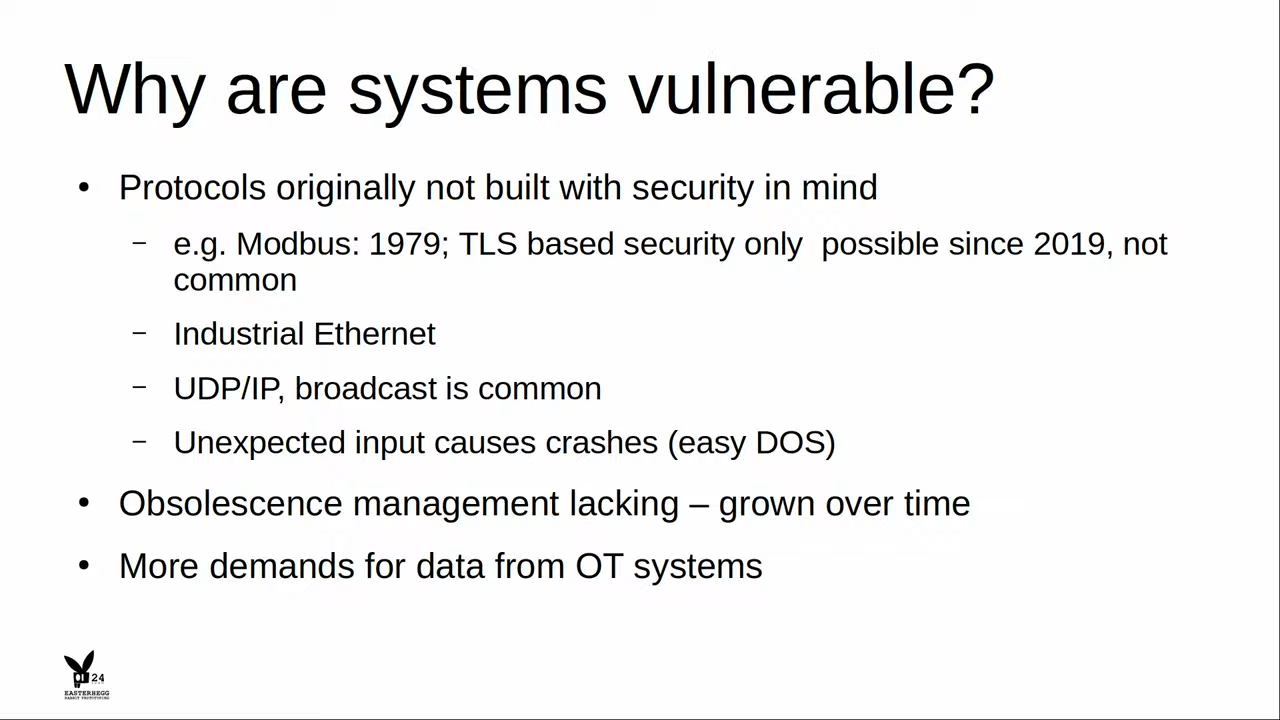 Why are systems vulnerable?
• Protocols originally not built with security in mind
– e.g. Modbus: 1979; TLS based security only  possible since 2019, not
common
– Industrial Ethernet
– UDP/IP, broadcast is common
– Unexpected input causes crashes (easy DOS)
• Obsolescence management lacking – grown over time
• More demands for data from OT systems
24
EASTERHEGG
RABBIT PROTOTYPING